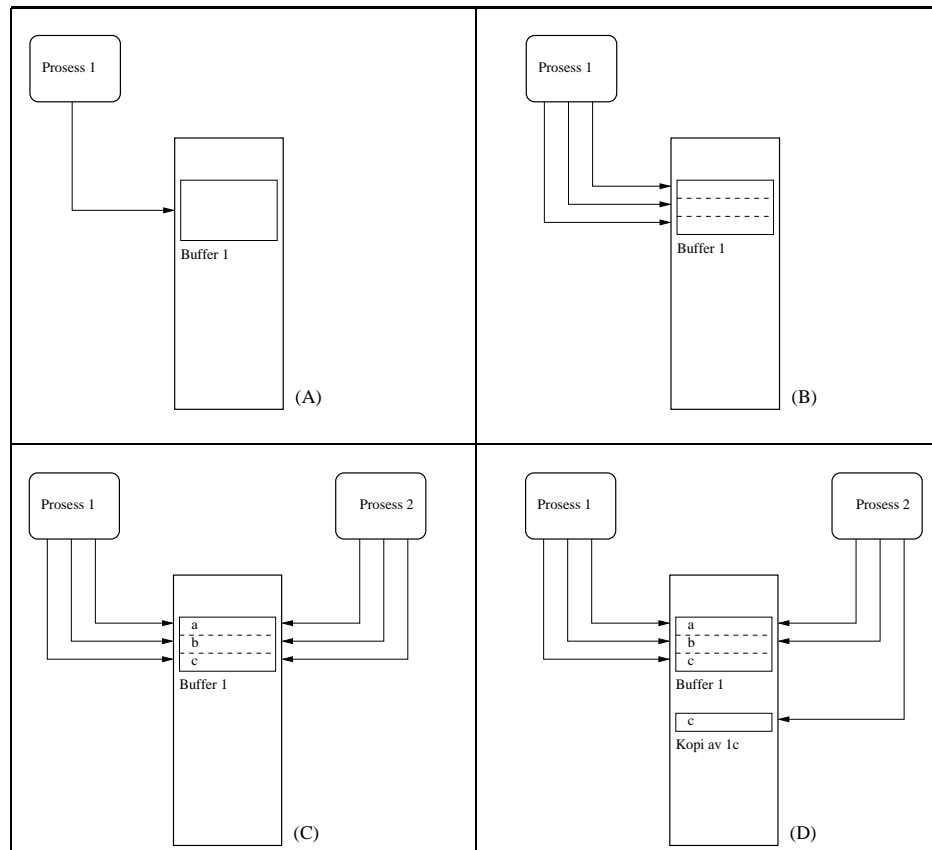 Prosess 1
Buffer 1
(A)
Prosess 1
Buffer 1
(B)
Prosess 1
Prosess 2
a
b
c
Buffer 1
(C)
Prosess 1
Prosess 2
a
b
c
Buffer 1
c
Kopi av 1c
(D)